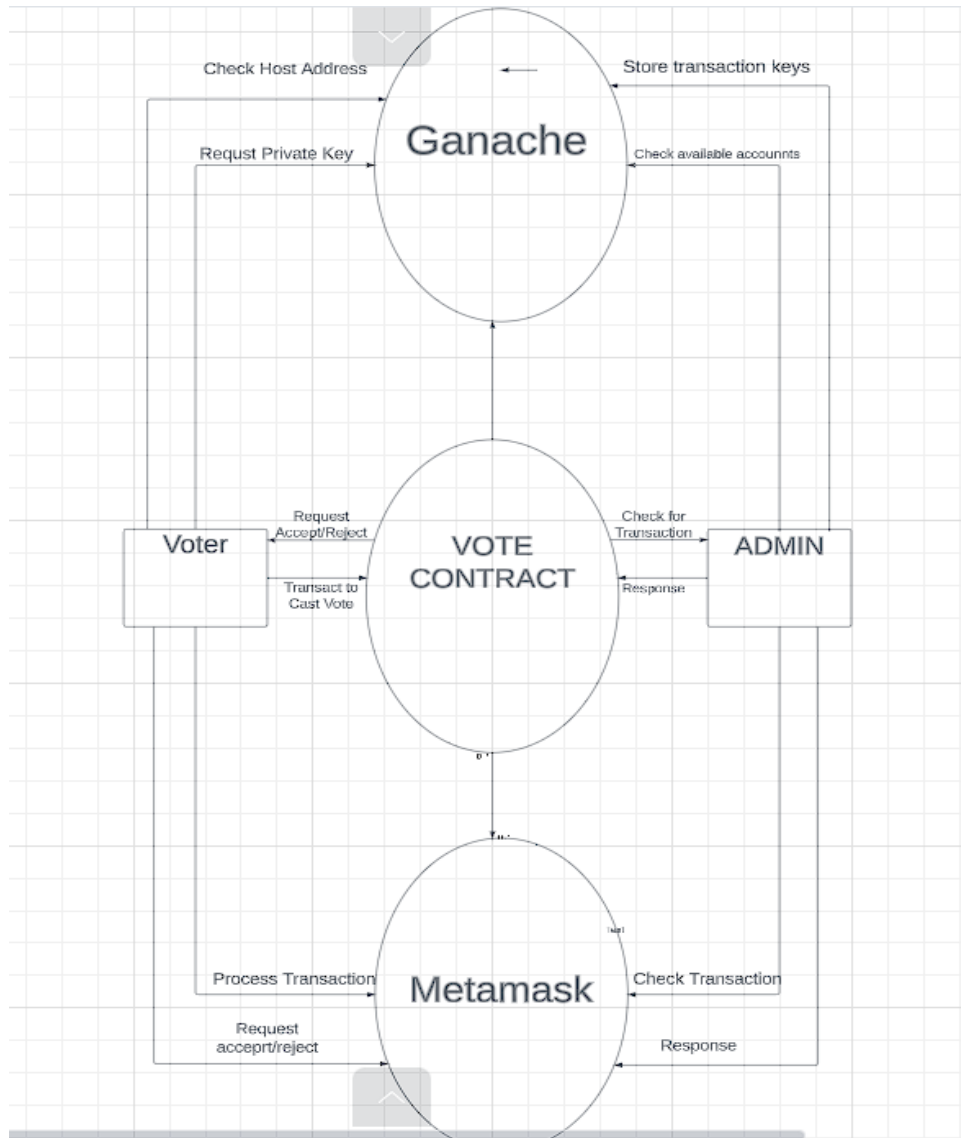 Check Host Address
Store transaction keys
Ganache
Requst Private Key
Check available accounnts
Request
Accept/Reject
Check for
Transaction
Voter
VOTE
CONTRACT
ADMIN
Transact to
Cast Vote
Response
Process Transaction
Metamask
Check Transaction
Request
acceprt/reject
Response